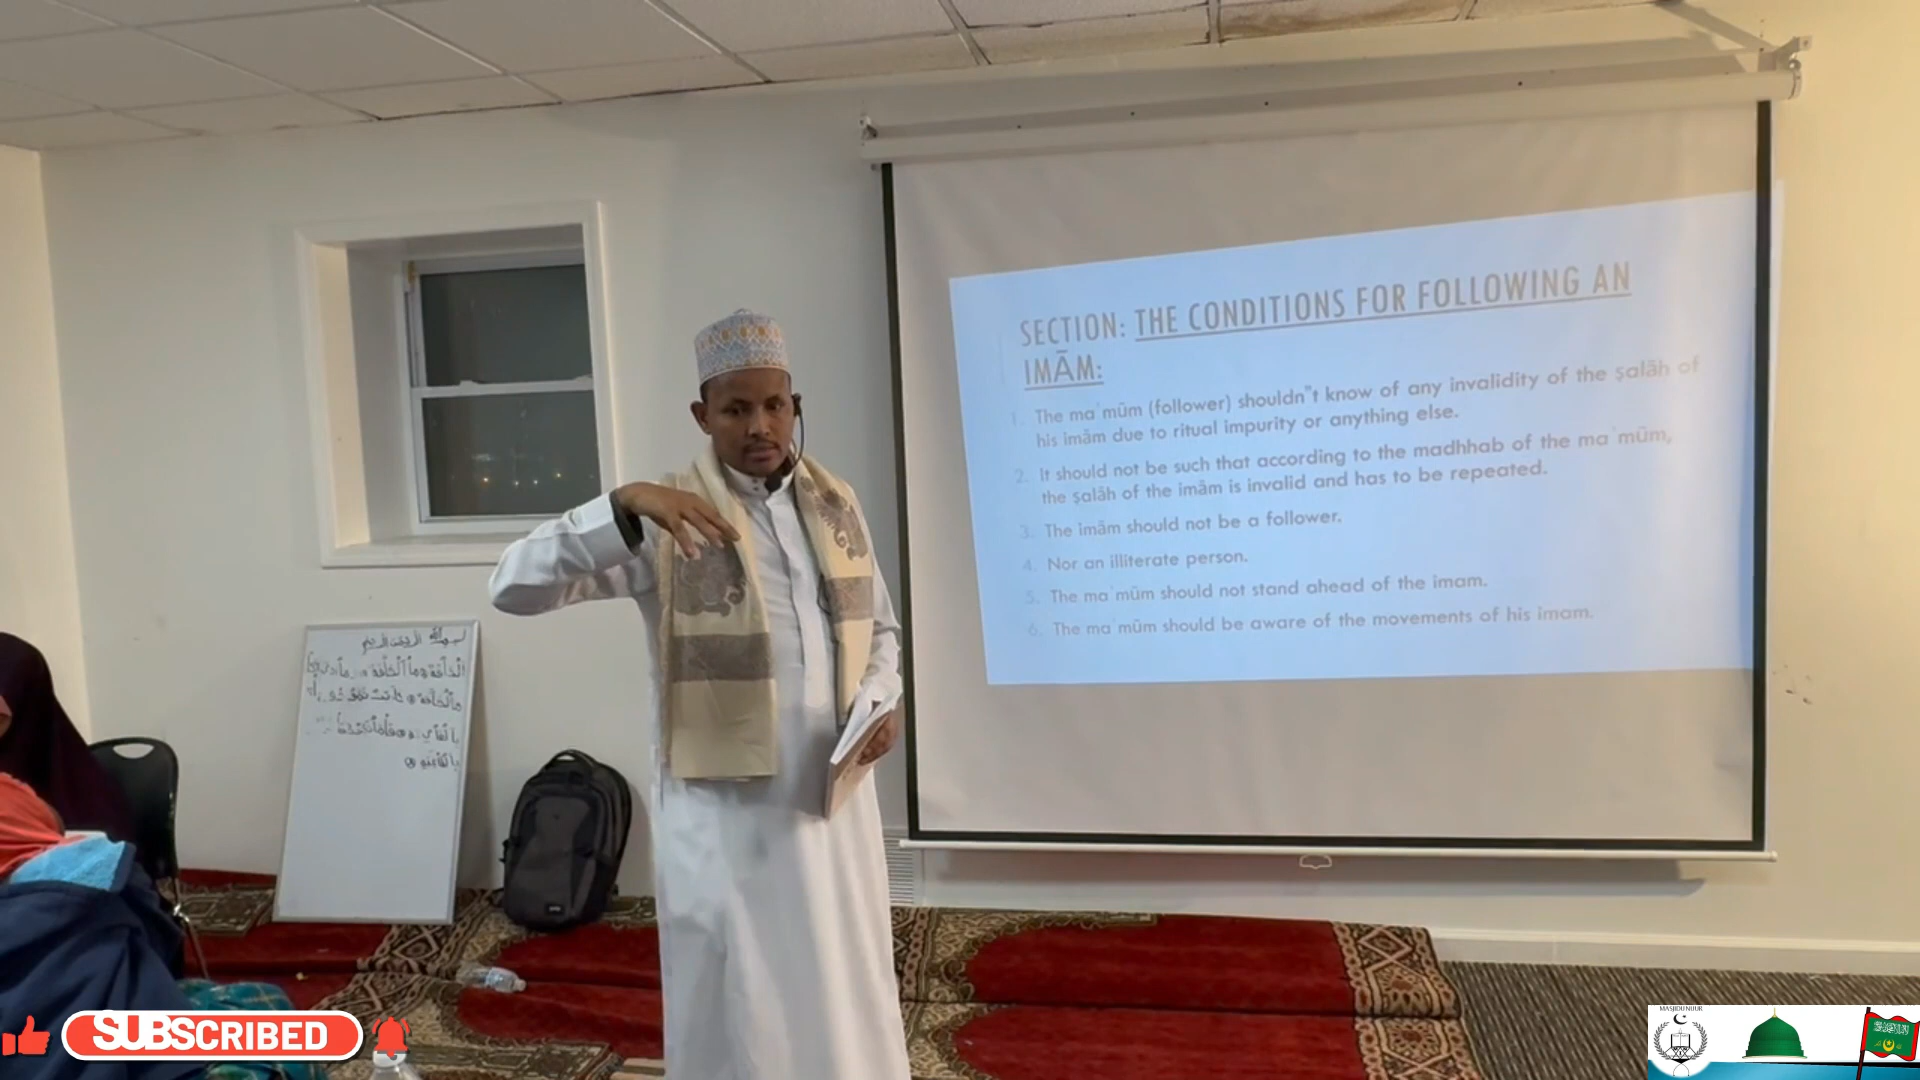 SECTION: THE CONDITIONS FOR FOLLOWING AN
IMĀM:
1. The ma'mūm (follower) shouldn"t know of any invalidity of the ṣalāh of
his imām due to ritual impurity or anything else.
2. It should not be such that according to the madhhab of the ma'mūm,
the ṣalāh of the imām is invalid and has to be repeated.
3. The imām should not be a follower.
4. Nor an illiterate person.
5. The ma'mūm should not stand ahead of the imam.
6. The ma'mūm should be aware of the movements of his imam.
SUBSCRIBED
MASJIDU NUUR